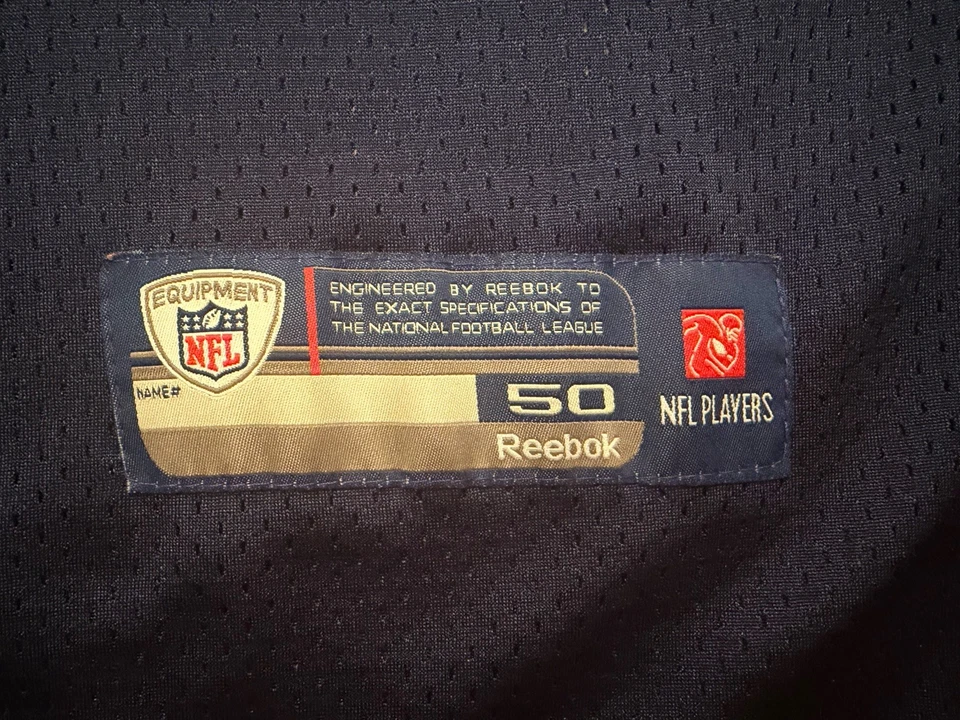 EQUIPMENT
NFL
ENGINEERED BY REEBOK TO
THE EXACT SPECIFICATIONS OF
THE NATIONAL FOOTBALL LEAGUE
NAME#
50
Reebok
NFL PLAYERS